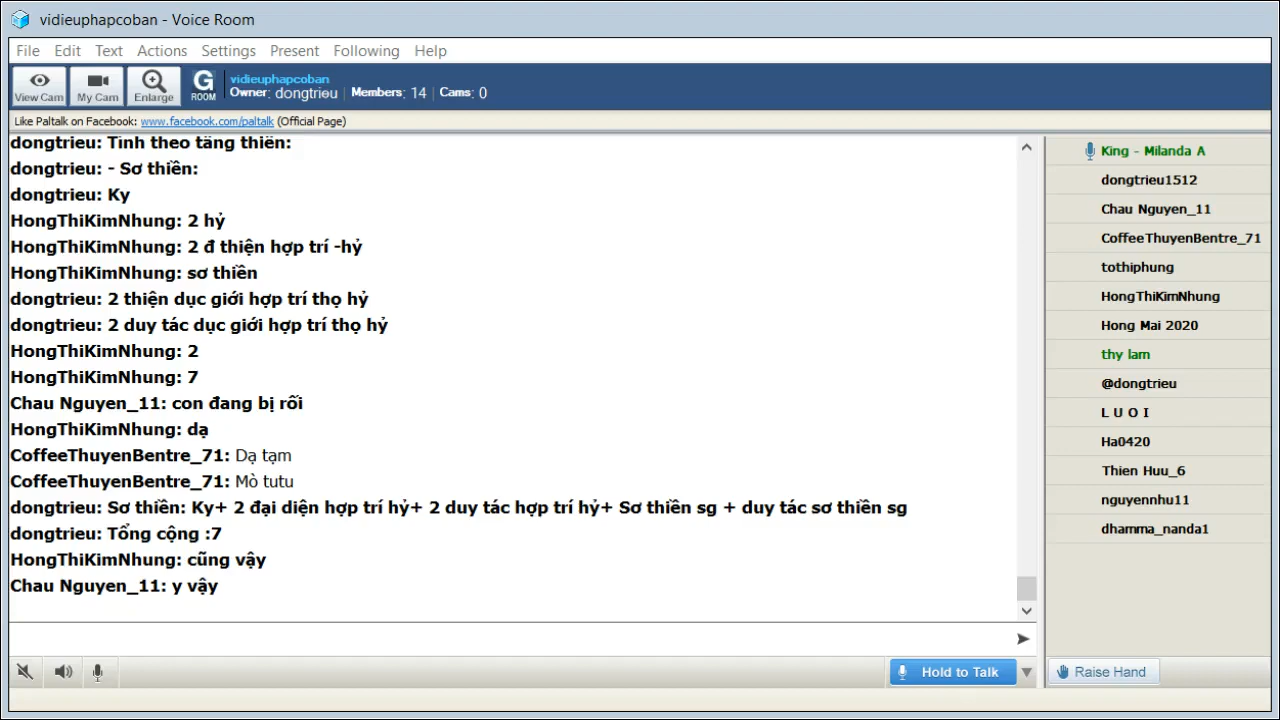 vidieuphapcoban - Voice Room
File Edit Text Actions Settings Present Following Help
View Cam My Cam Enlarge G ROOM vidieuphapcoban
Owner: dongtrieu | Members: 14 | Cams: 0
Like Paltalk on Facebook: www.facebook.com/paltalk (Official Page)
dongtrieu: Tính theo tầng thiền:
dongtrieu: - Sơ thiền:
dongtrieu: Ky
HongThiKimNhung: 2 hỷ
HongThiKimNhung: 2 đ thiện hợp trí -hỷ
HongThiKimNhung: sơ thiền
dongtrieu: 2 thiện dục giới hợp trí thọ hỷ
dongtrieu: 2 duy tác dục giới hợp trí thọ hỷ
HongThiKimNhung: 2
HongThiKimNhung: 7
Chau Nguyen_11: con đang bị rối
HongThiKimNhung: dạ
CoffeeThuyenBentre_71: Dạ tạm
CoffeeThuyenBentre_71: Mò tutu
dongtrieu: Sơ thiền: Ky+ 2 đại diện hợp trí hỷ+ 2 duy tác hợp trí hỷ+ Sơ thiền sg + duy tác sơ thiền sg
dongtrieu: Tổng cộng :7
HongThiKimNhung: cũng vậy
Chau Nguyen_11: y vậy
King - Milanda A
dongtrieu1512
Chau Nguyen_11
CoffeeThuyenBentre_71
tothiphung
HongThiKimNhung
Hong Mai 2020
thy lam
@dongtrieu
L U O I
Ha0420
Thien Huu_6
nguyennhu11
dhamma_nanda1
Hold to Talk
Raise Hand